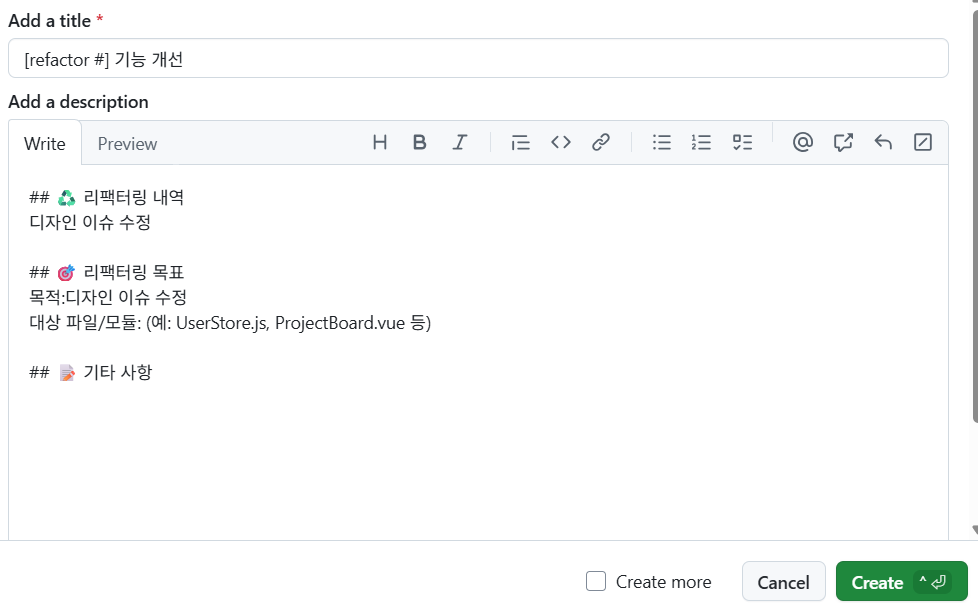 Add a title *
[refactor #] 기능 개선
Add a description
Write Preview
## ♻️ 리팩터링 내역
디자인 이슈 수정
## 🎯 리팩터링 목표
목적:디자인 이슈 수정
대상 파일/모듈: (예: UserStore.js, ProjectBoard.vue 등)
## 📝 기타 사항
Create more Cancel Create